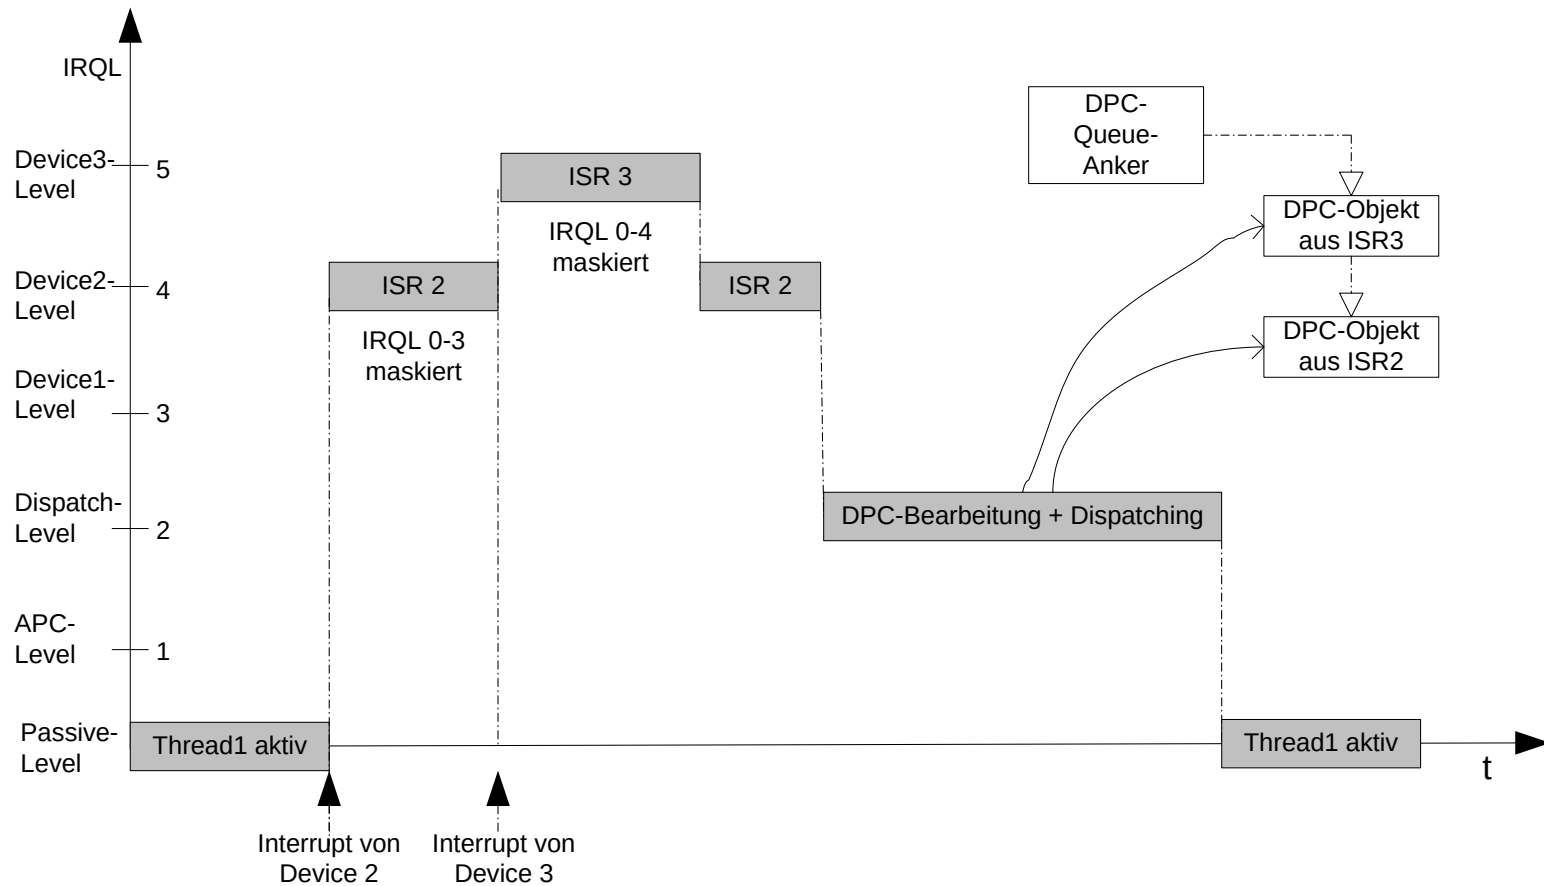 IRQL
DPC-
Queue-
Anker
Device3-
Level
5
ISR 3
DPC-Objekt
aus ISR3
IRQL 0-4
maskiert
Device2-
Level
4
ISR 2
ISR 2
DPC-Objekt
aus ISR2
IRQL 0-3
maskiert
Device1-
Level
3
Dispatch-
Level
2
DPC-Bearbeitung + Dispatching
APC-
Level
1
Passive-
Level
Thread1 aktiv
Thread1 aktiv
t
Interrupt von
Device 2
Interrupt von
Device 3